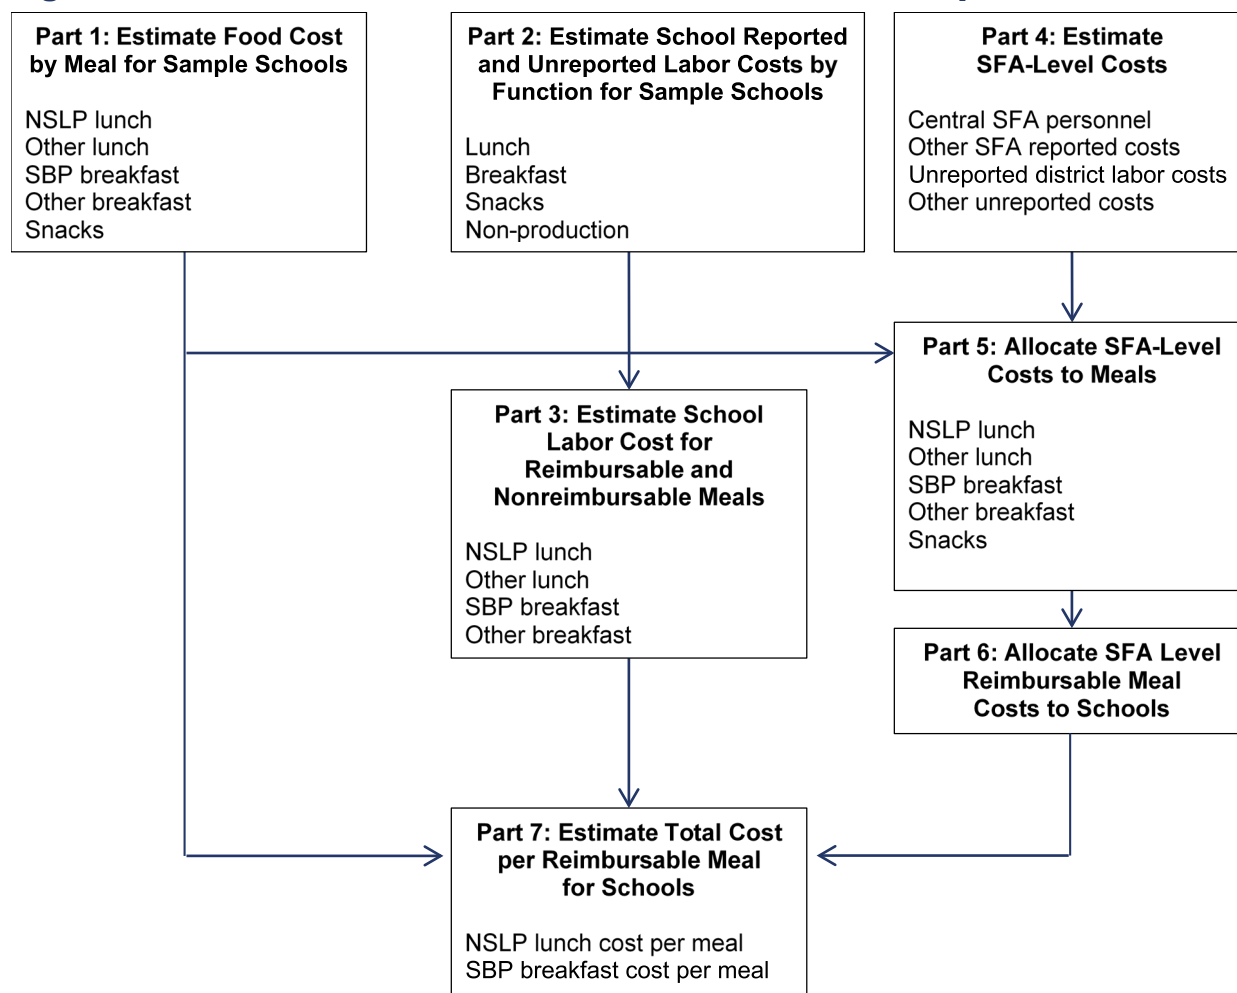 Part 1: Estimate Food Cost
by Meal for Sample Schools
NSLP lunch
Other lunch
SBP breakfast
Other breakfast
Snacks
Part 2: Estimate School Reported
and Unreported Labor Costs by
Function for Sample Schools
Lunch
Breakfast
Snacks
Non-production
Part 4: Estimate
SFA-Level Costs
Central SFA personnel
Other SFA reported costs
Unreported district labor costs
Other unreported costs
Part 3: Estimate School
Labor Cost for
Reimbursable and
Nonreimbursable Meals
NSLP lunch
Other lunch
SBP breakfast
Other breakfast
Part 5: Allocate SFA-Level
Costs to Meals
NSLP lunch
Other lunch
SBP breakfast
Other breakfast
Snacks
Part 6: Allocate SFA Level
Reimbursable Meal
Costs to Schools
Part 7: Estimate Total Cost
per Reimbursable Meal
for Schools
NSLP lunch cost per meal
SBP breakfast cost per meal